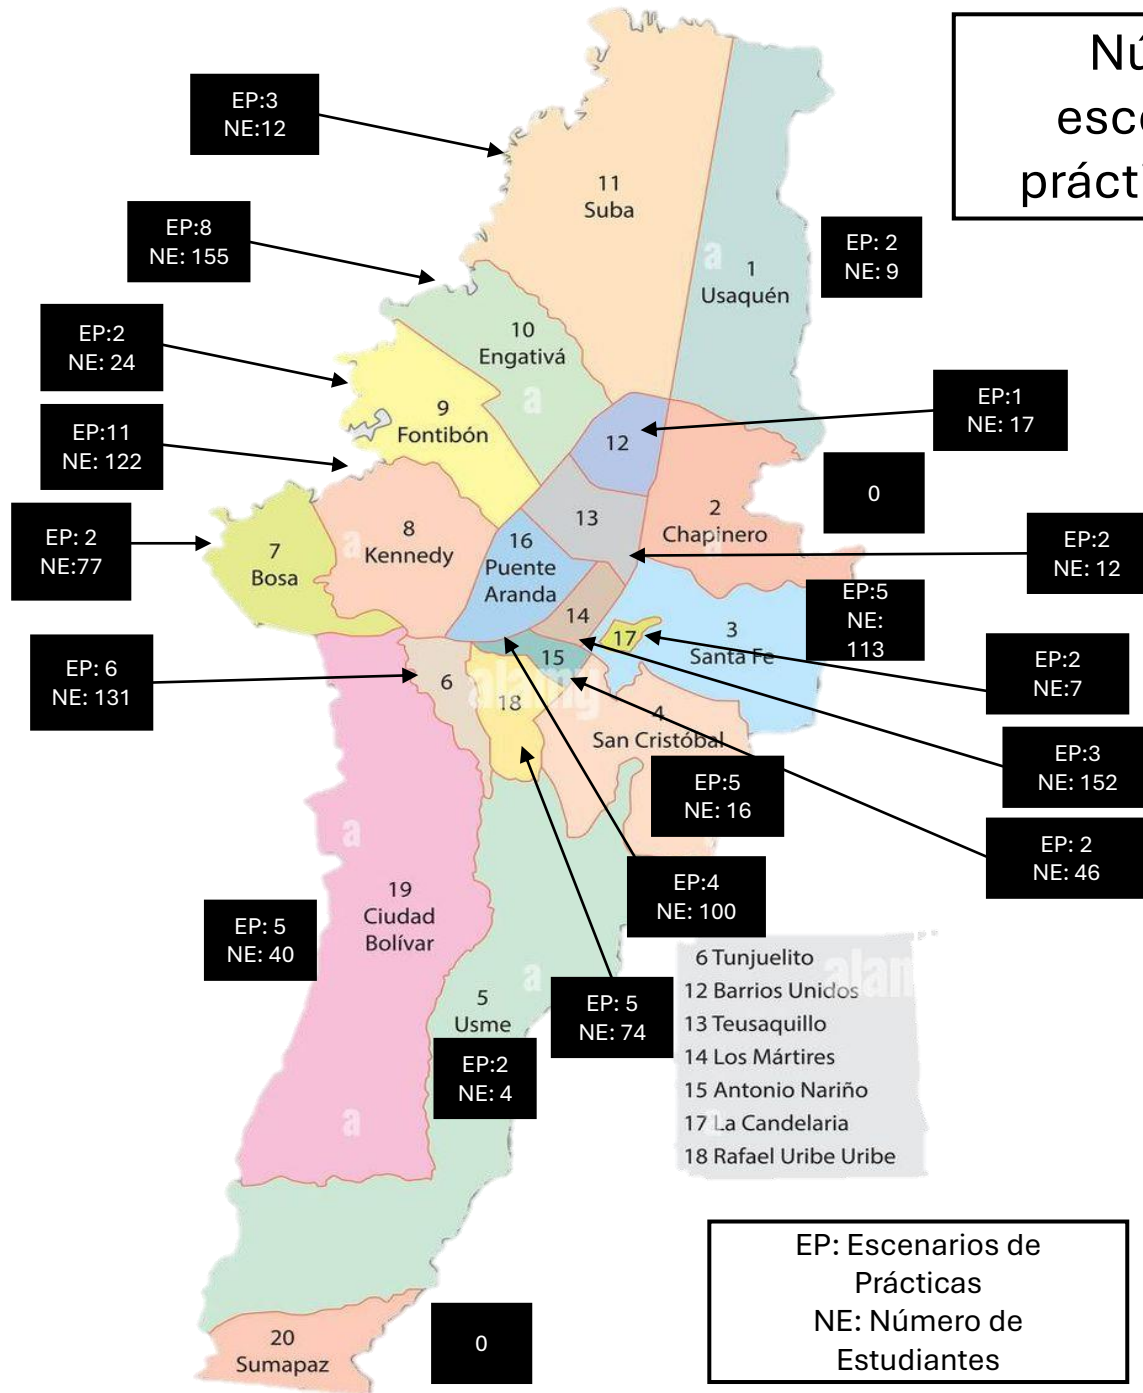 Nú
esc
prácti
EP:3
NE:12
11
Suba
EP:8
NE: 155
EP: 2
NE: 9
a
1
Usaquén
EP:2
NE: 24
10
Engativá
a
9
Fontibón
EP:1
NE: 17
12
EP:11
NE: 122
0
2
Chapinero
a
13
EP: 2
NE:77
7
Bosa
a
8
Kennedy
16
Puente
Aranda
EP:2
NE: 12
EP:5
NE:
113
14
17
3
Santa Fe
EP:2
NE:7
EP: 6
NE: 131
6
18
15
alamy
4
San Cristóbal
EP:3
NE: 152
EP:5
NE: 16
a
EP: 2
NE: 46
EP:4
NE: 100
19
Ciudad
Bolívar
EP: 5
NE: 40
a
5
Usme
EP: 5
NE: 74
EP:2
NE: 4
a
6 Tunjuelito
alam
12 Barrios Unidos
13 Teusaquillo
14 Los Mártires
15 Antonio Nariño
17 La Candelaria
a
18 Rafael Uribe Uribe
20
Sumapaz
0
EP: Escenarios de
Prácticas
NE: Número de
Estudiantes